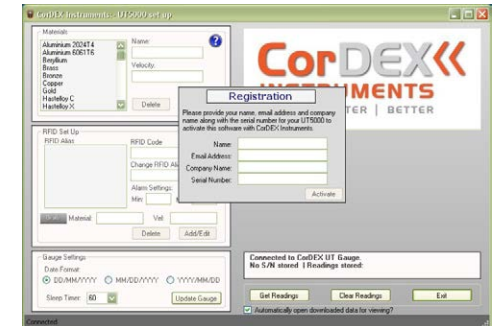 CorDEX Instruments - UT5000 set up
Materials
Aluminium 2024T4
Aluminium 6061T6
Beryllium
Brass
Bronze
Copper
Gold
Hastelloy C
Hastelloy X
Name:
?
Velocity:
Delete
CorDEX
UMENTS
TER | BETTER
Registration
Please provide your name, email address and company
name along with the serial number for your UT5000 to
activate this software with CorDEX Instruments.
Name:
Email Address:
Company Name:
Serial Number:
Activate
RFID Set Up
RFID Alias
RFID Code
Change RFID Ali
Alarm Settings:
Min:
Material:
Vel:
Delete
Add/Edit
Gauge Settings
Date Format:
DD/MM/YYYY
MM/DD/YYYY
YYYY/MM/DD
Sleep Timer: 60
Update Gauge
Connected to CorDEX UT Gauge.
No S/N stored | Readings stored:
Get Readings
Clear Readings
Exit
Automatically open downloaded data for viewing?
Connected